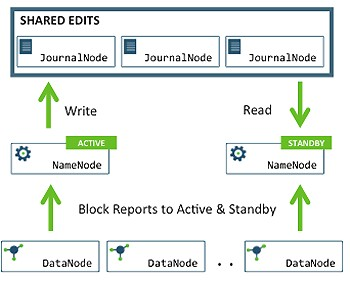 SHARED EDITS
JournalNode JournalNode JournalNode
Write Read
ACTIVE STANDBY
NameNode NameNode
Block Reports to Active & Standby
DataNode DataNode . . DataNode